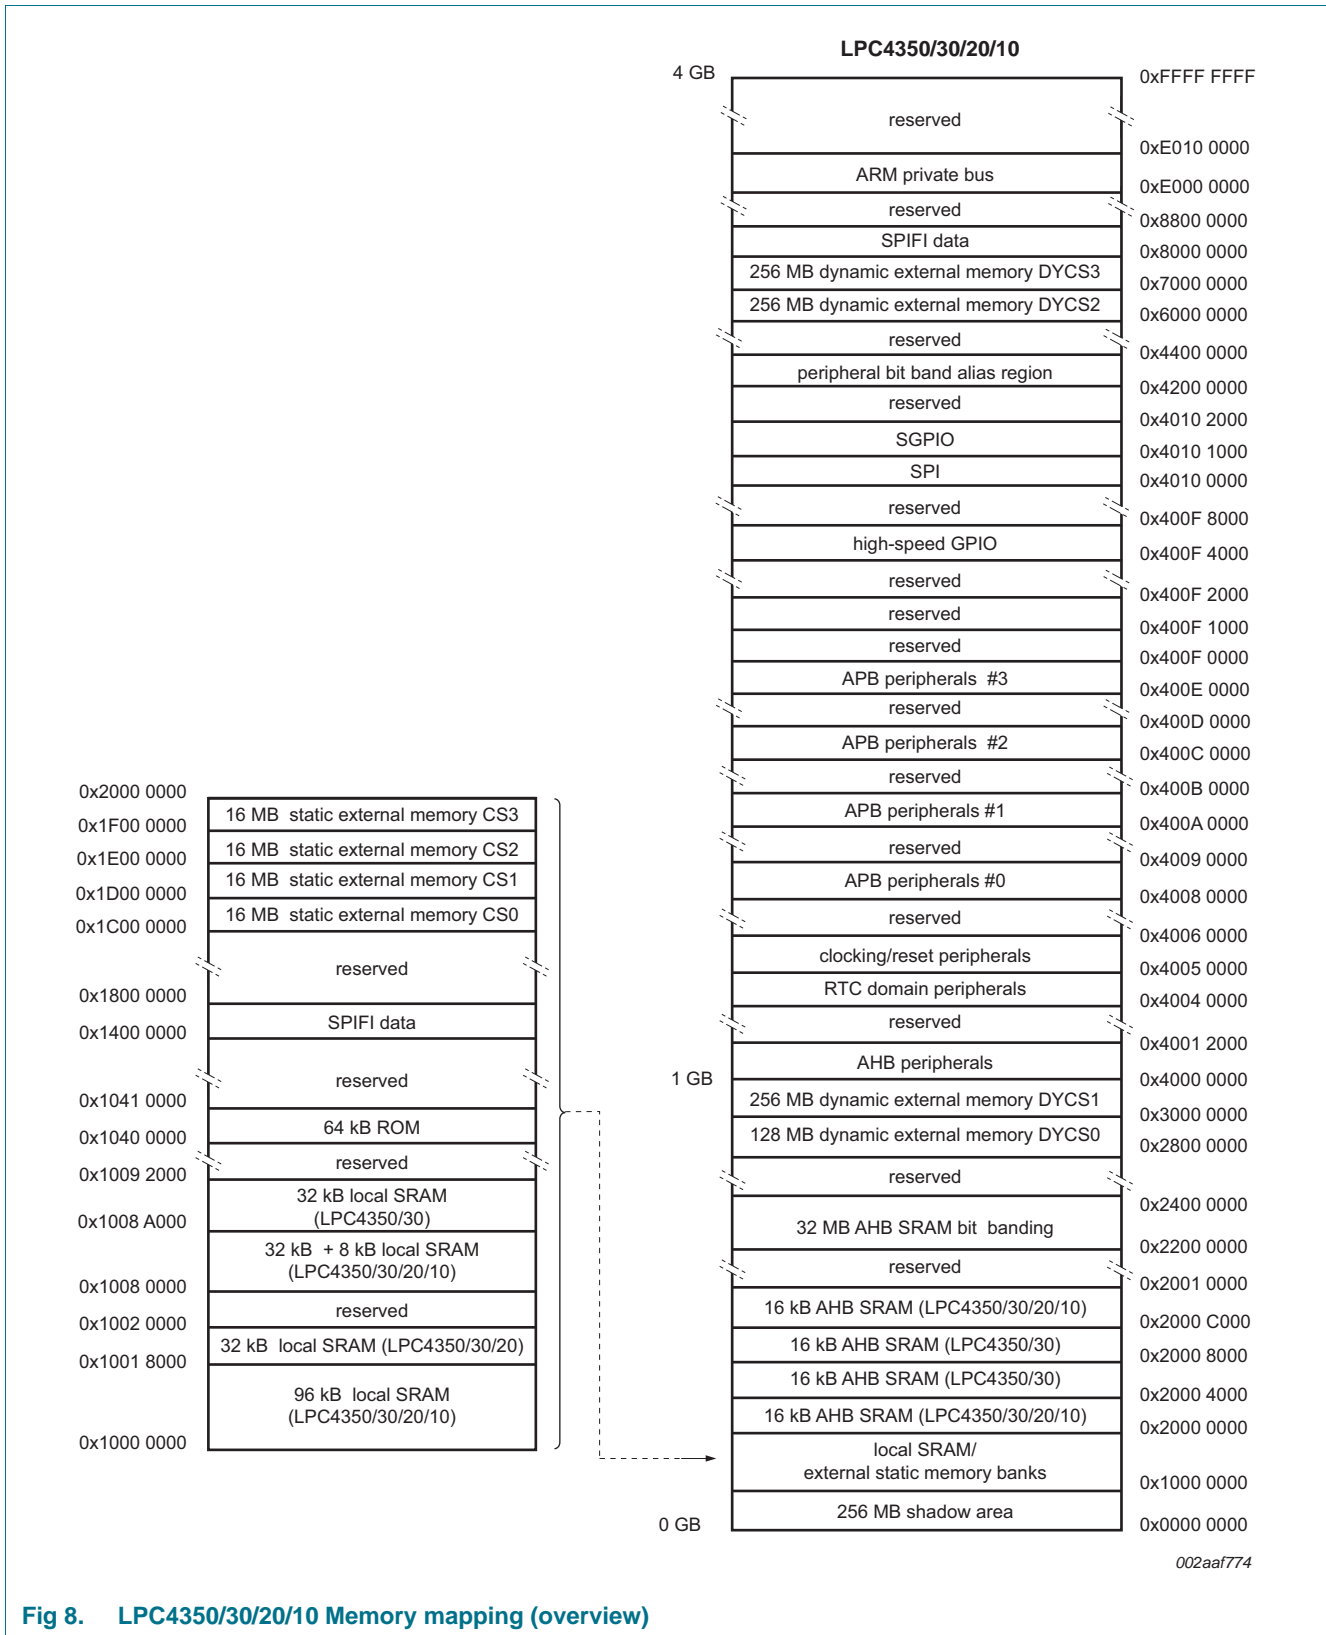 LPC4350/30/20/10
4 GB
0xFFFF FFFF
reserved
0xE010 0000
ARM private bus
0xE000 0000
reserved
0x8800 0000
SPIFI data
0x8000 0000
256 MB dynamic external memory DYCS3
0x7000 0000
256 MB dynamic external memory DYCS2
0x6000 0000
reserved
0x4400 0000
peripheral bit band alias region
0x4200 0000
reserved
0x4010 2000
SGPIO
0x4010 1000
SPI
0x4010 0000
reserved
0x400F 8000
high-speed GPIO
0x400F 4000
reserved
0x400F 2000
reserved
0x400F 1000
reserved
0x400F 0000
APB peripherals #3
0x400E 0000
reserved
0x400D 0000
APB peripherals #2
0x400C 0000
reserved
0x400B 0000
APB peripherals #1
0x400A 0000
reserved
0x4009 0000
APB peripherals #0
0x4008 0000
reserved
0x4006 0000
clocking/reset peripherals
0x4005 0000
RTC domain peripherals
0x4004 0000
reserved
0x4001 2000
AHB peripherals
1 GB
0x4000 0000
256 MB dynamic external memory DYCS1
0x3000 0000
128 MB dynamic external memory DYCS0
0x2800 0000
reserved
0x2400 0000
32 MB AHB SRAM bit banding
0x2200 0000
reserved
0x2001 0000
16 kB AHB SRAM (LPC4350/30/20/10)
0x2000 C000
16 kB AHB SRAM (LPC4350/30)
0x2000 8000
16 kB AHB SRAM (LPC4350/30)
0x2000 4000
16 kB AHB SRAM (LPC4350/30/20/10)
0x2000 0000
local SRAM/
external static memory banks
0x1000 0000
256 MB shadow area
0 GB
0x0000 0000
0x2000 0000
16 MB static external memory CS3
0x1F00 0000
16 MB static external memory CS2
0x1E00 0000
16 MB static external memory CS1
0x1D00 0000
16 MB static external memory CS0
0x1C00 0000
reserved
0x1800 0000
SPIFI data
0x1400 0000
reserved
0x1041 0000
64 kB ROM
0x1040 0000
reserved
0x1009 2000
32 kB local SRAM
(LPC4350/30)
0x1008 A000
32 kB + 8 kB local SRAM
(LPC4350/30/20/10)
0x1008 0000
reserved
0x1002 0000
32 kB local SRAM (LPC4350/30/20)
0x1001 8000
96 kB local SRAM
(LPC4350/30/20/10)
0x1000 0000
002aaf774
Fig 8. LPC4350/30/20/10 Memory mapping (overview)